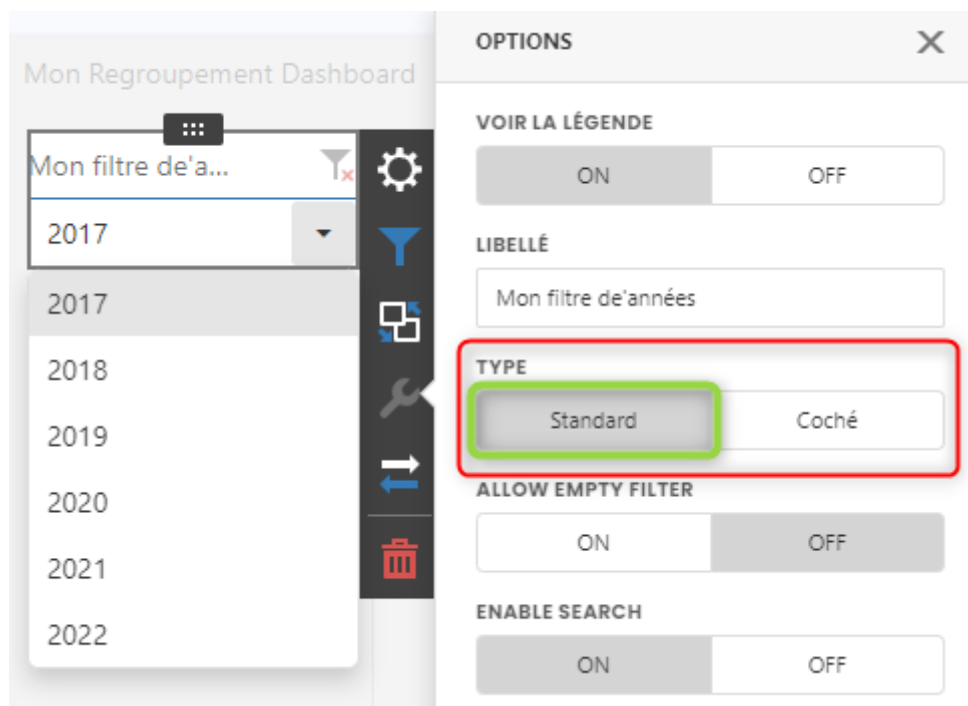 Mon Regroupement Dashboard
Mon filtre de'a...
2017
2017
2018
2019
2020
2021
2022
OPTIONS
VOIR LA LÉGENDE
ON OFF
LIBELLÉ
Mon filtre de'années
TYPE
Standard Coché
ALLOW EMPTY FILTER
ON OFF
ENABLE SEARCH
ON OFF